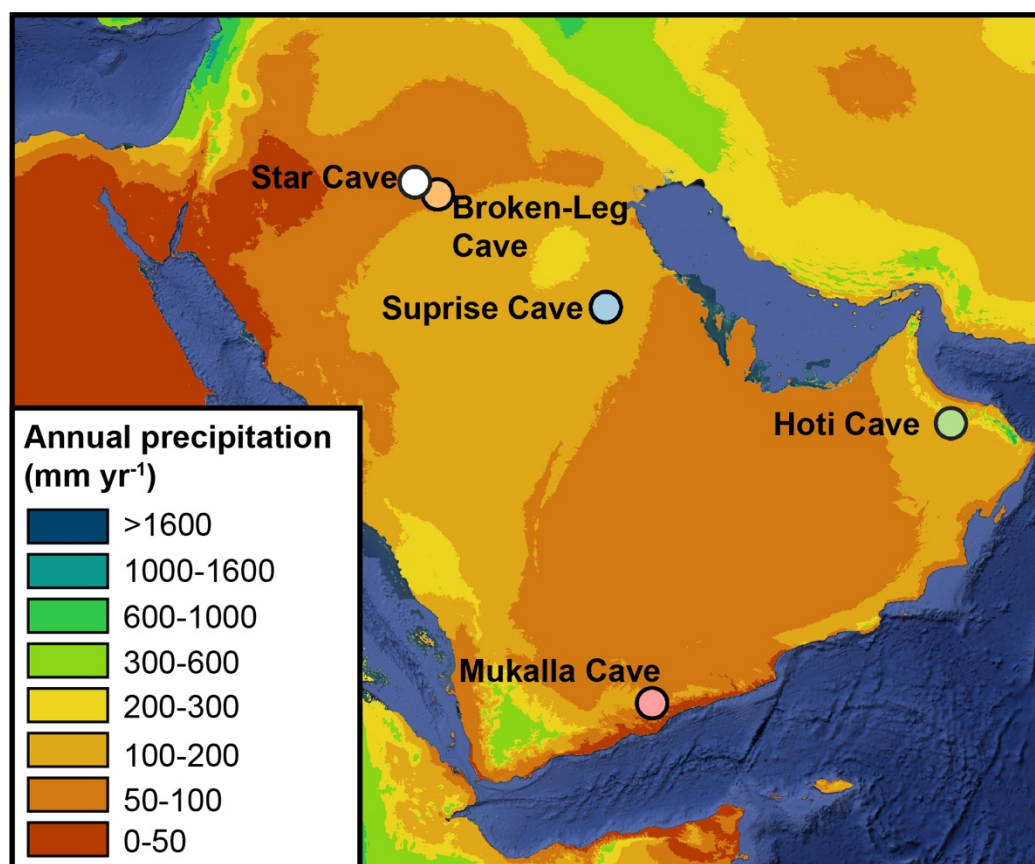 Star Cave
Broken-Leg
Cave
Suprise Cave
Hoti Cave
Mukalla Cave
Annual precipitation
(mm yr⁻¹)
>1600
1000-1600
600-1000
300-600
200-300
100-200
50-100
0-50